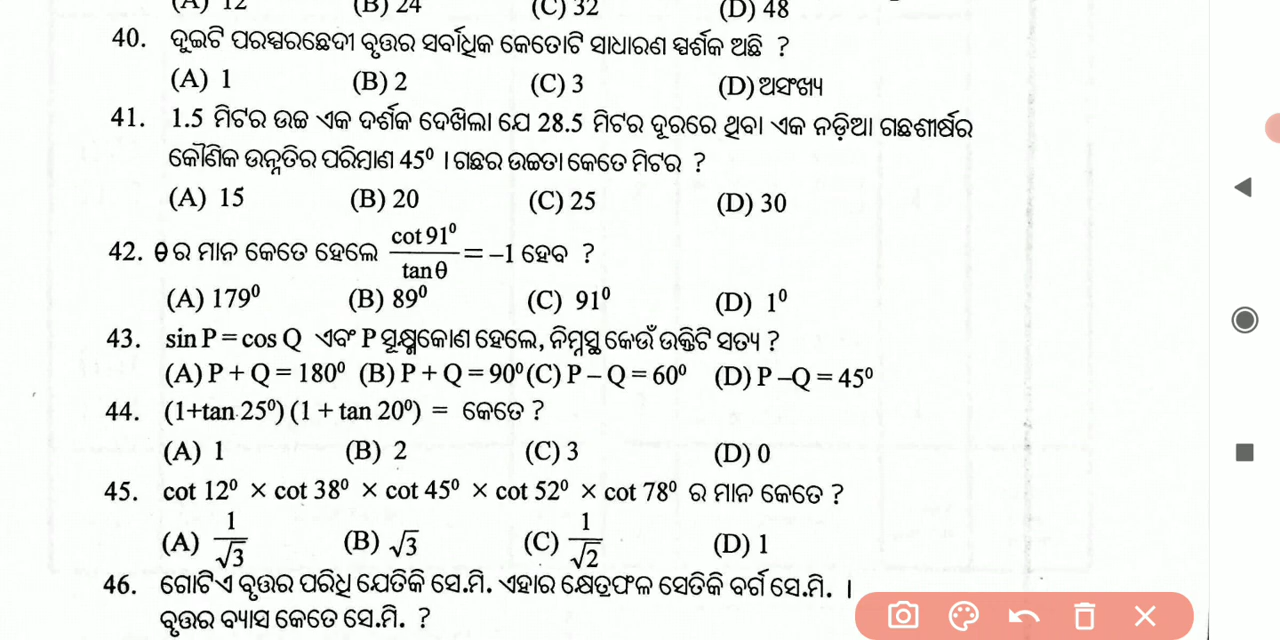 (A) 12 (B) 24 (C) 32 (D) 48
40. ଦୁଇଟି ପରସ୍ପରଛେଦୀ ବୃତ୍ତର ସର୍ବାଧିକ କେତୋଟି ସାଧାରଣ ସ୍ପର୍ଶକ ଅଛି ?
(A) 1 (B) 2 (C) 3 (D) ଅସଂଖ୍ୟ
41. 1.5 ମିଟର ଉଚ୍ଚ ଏକ ଦର୍ଶକ ଦେଖିଲା ଯେ 28.5 ମିଟର ଦୂରରେ ଥିବା ଏକ ନଡ଼ିଆ ଗଛଶୀର୍ଷର
କୌଣିକ ଉନ୍ନତିର ପରିମାଣ 45⁰ । ଗଛର ଉଚ୍ଚତା କେତେ ମିଟର ?
(A) 15 (B) 20 (C) 25 (D) 30
42. θ ର ମାନ କେତେ ହେଲେ cot 91⁰ / tan θ = –1 ହେବ ?
(A) 179⁰ (B) 89⁰ (C) 91⁰ (D) 1⁰
43. sin P = cos Q ଏବଂ P ସୂକ୍ଷ୍ମକୋଣ ହେଲେ, ନିମ୍ନସ୍ଥ କେଉଁ ଉକ୍ତିଟି ସତ୍ୟ ?
(A) P + Q = 180⁰ (B) P + Q = 90⁰ (C) P – Q = 60⁰ (D) P –Q = 45⁰
44. (1+tan 25⁰) (1 + tan 20⁰) = କେତେ ?
(A) 1 (B) 2 (C) 3 (D) 0
45. cot 12⁰ × cot 38⁰ × cot 45⁰ × cot 52⁰ × cot 78⁰ ର ମାନ କେତେ ?
(A) 1/√3 (B) √3 (C) 1/√2 (D) 1
46. ଗୋଟିଏ ବୃତ୍ତର ପରିଧି ଯେତିକି ସେ.ମି. ଏହାର କ୍ଷେତ୍ରଫଳ ସେତିକି ବର୍ଗ ସେ.ମି. ।
ବୃତ୍ତର ବ୍ୟାସ କେତେ ସେ.ମି. ?